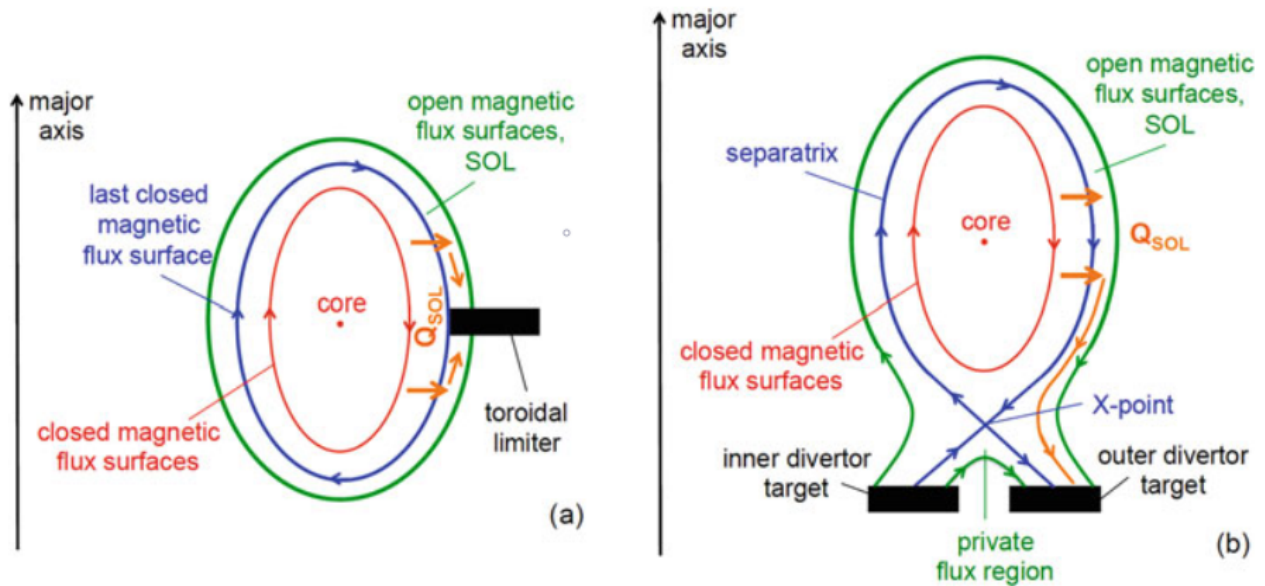 major
axis
open magnetic
flux surfaces,
SOL
last closed
magnetic
flux surface
core
Q_SOL
closed magnetic
flux surfaces
toroidal
limiter
(a)
major
axis
open magnetic
flux surfaces,
SOL
separatrix
core
Q_SOL
closed magnetic
flux surfaces
X-point
inner divertor
target
outer divertor
target
private
flux region
(b)